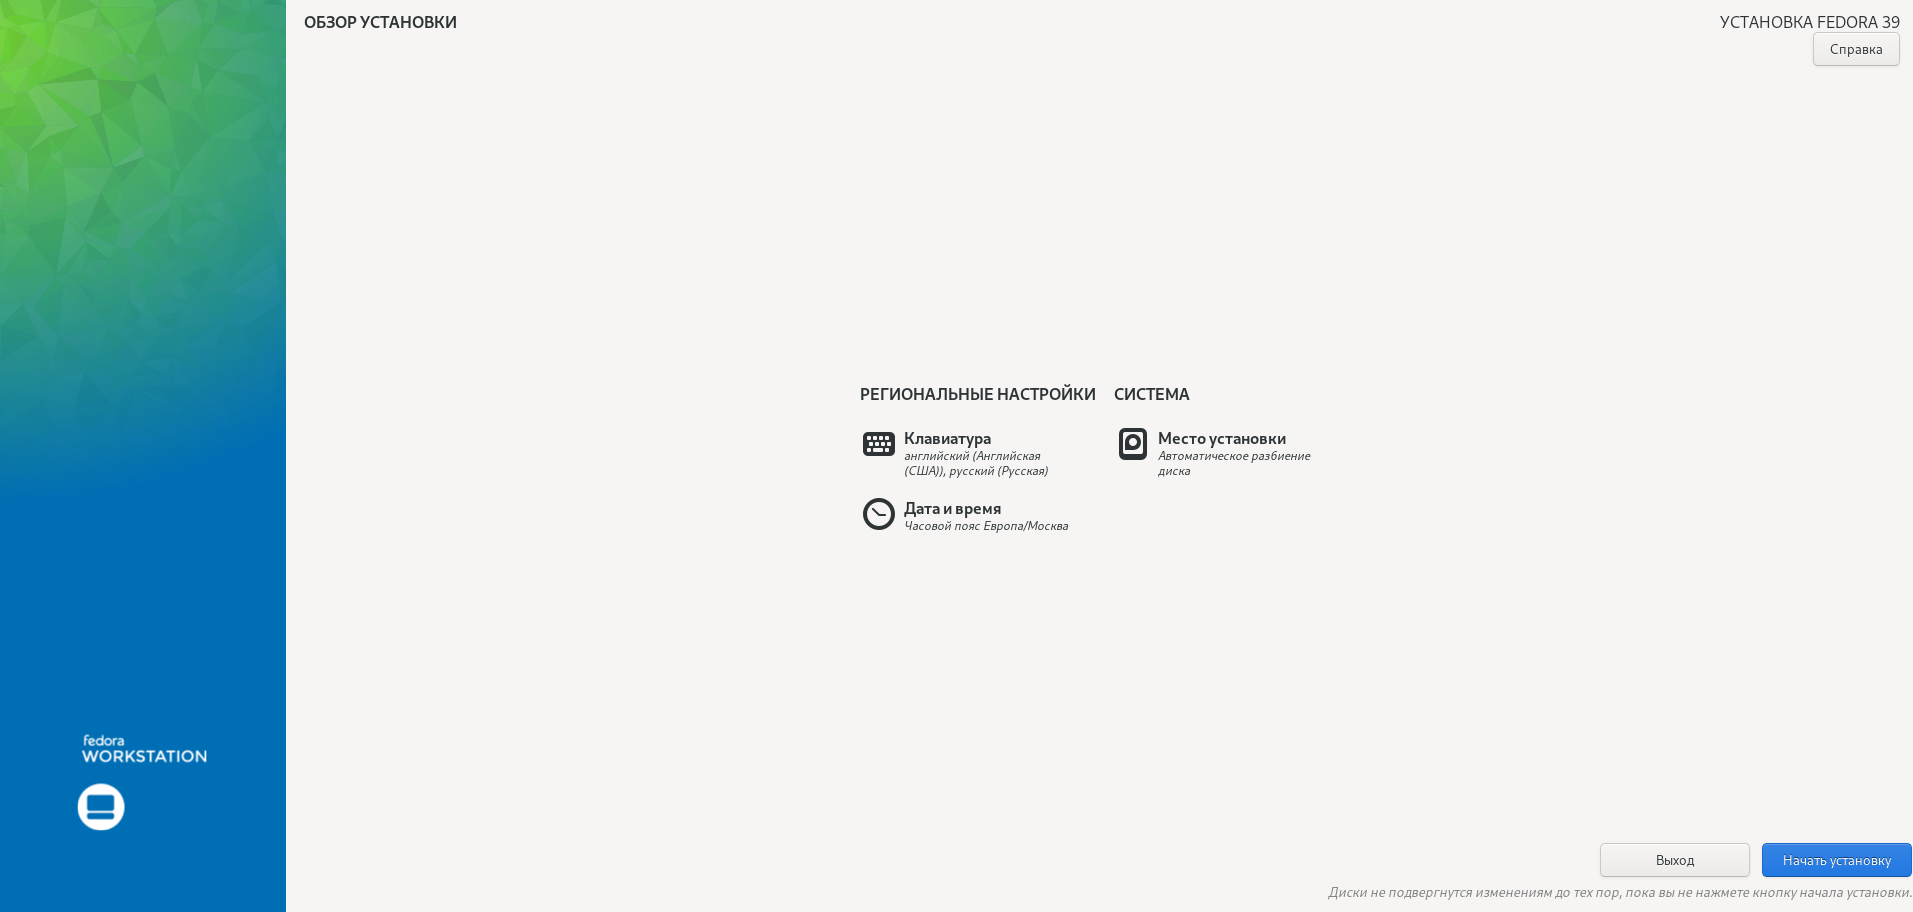 ОБЗОР УСТАНОВКИ
УСТАНОВКА FEDORA 39
Справка
РЕГИОНАЛЬНЫЕ НАСТРОЙКИ
Клавиатура
английский (Английская
(США)), русский (Русская)
Дата и время
Часовой пояс Европа/Москва
СИСТЕМА
Место установки
Автоматическое разбиение
диска
fedora
WORKSTATION
Выход
Начать установку
Диски не подвергнутся изменениям до тех пор, пока вы не нажмете кнопку начала установки.